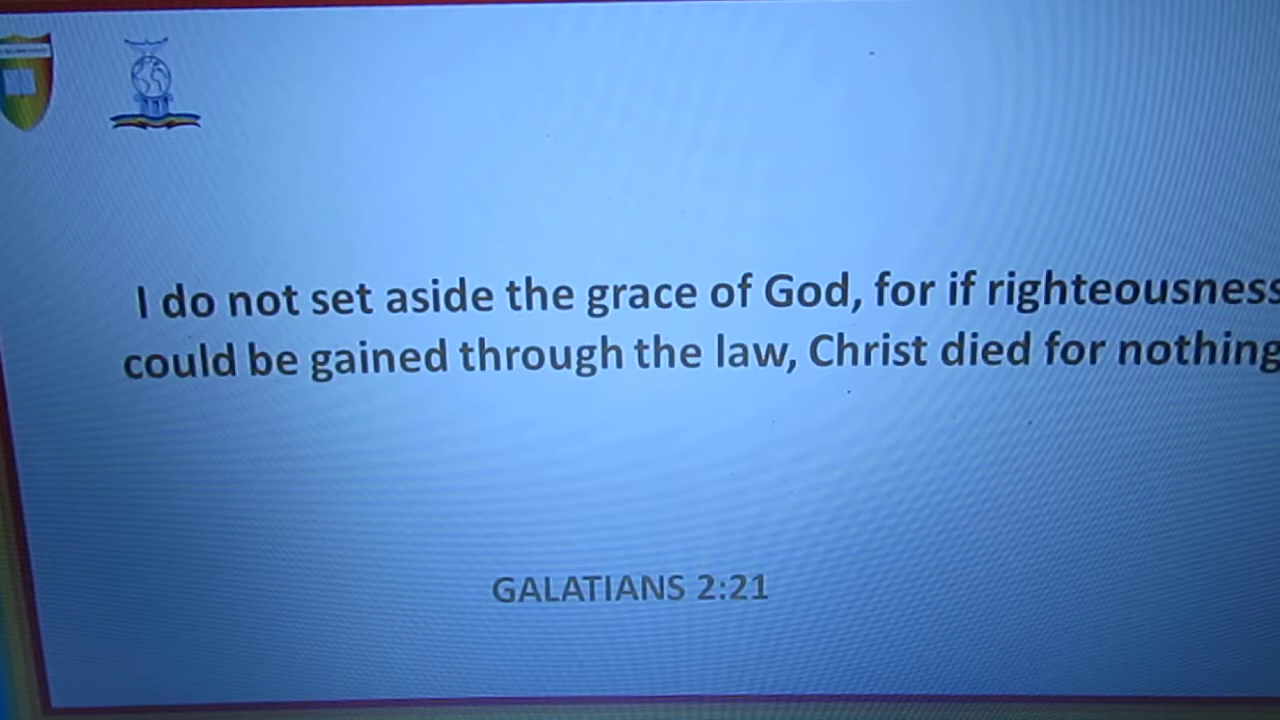 I do not set aside the grace of God, for if righteousness
could be gained through the law, Christ died for nothing
GALATIANS 2:21